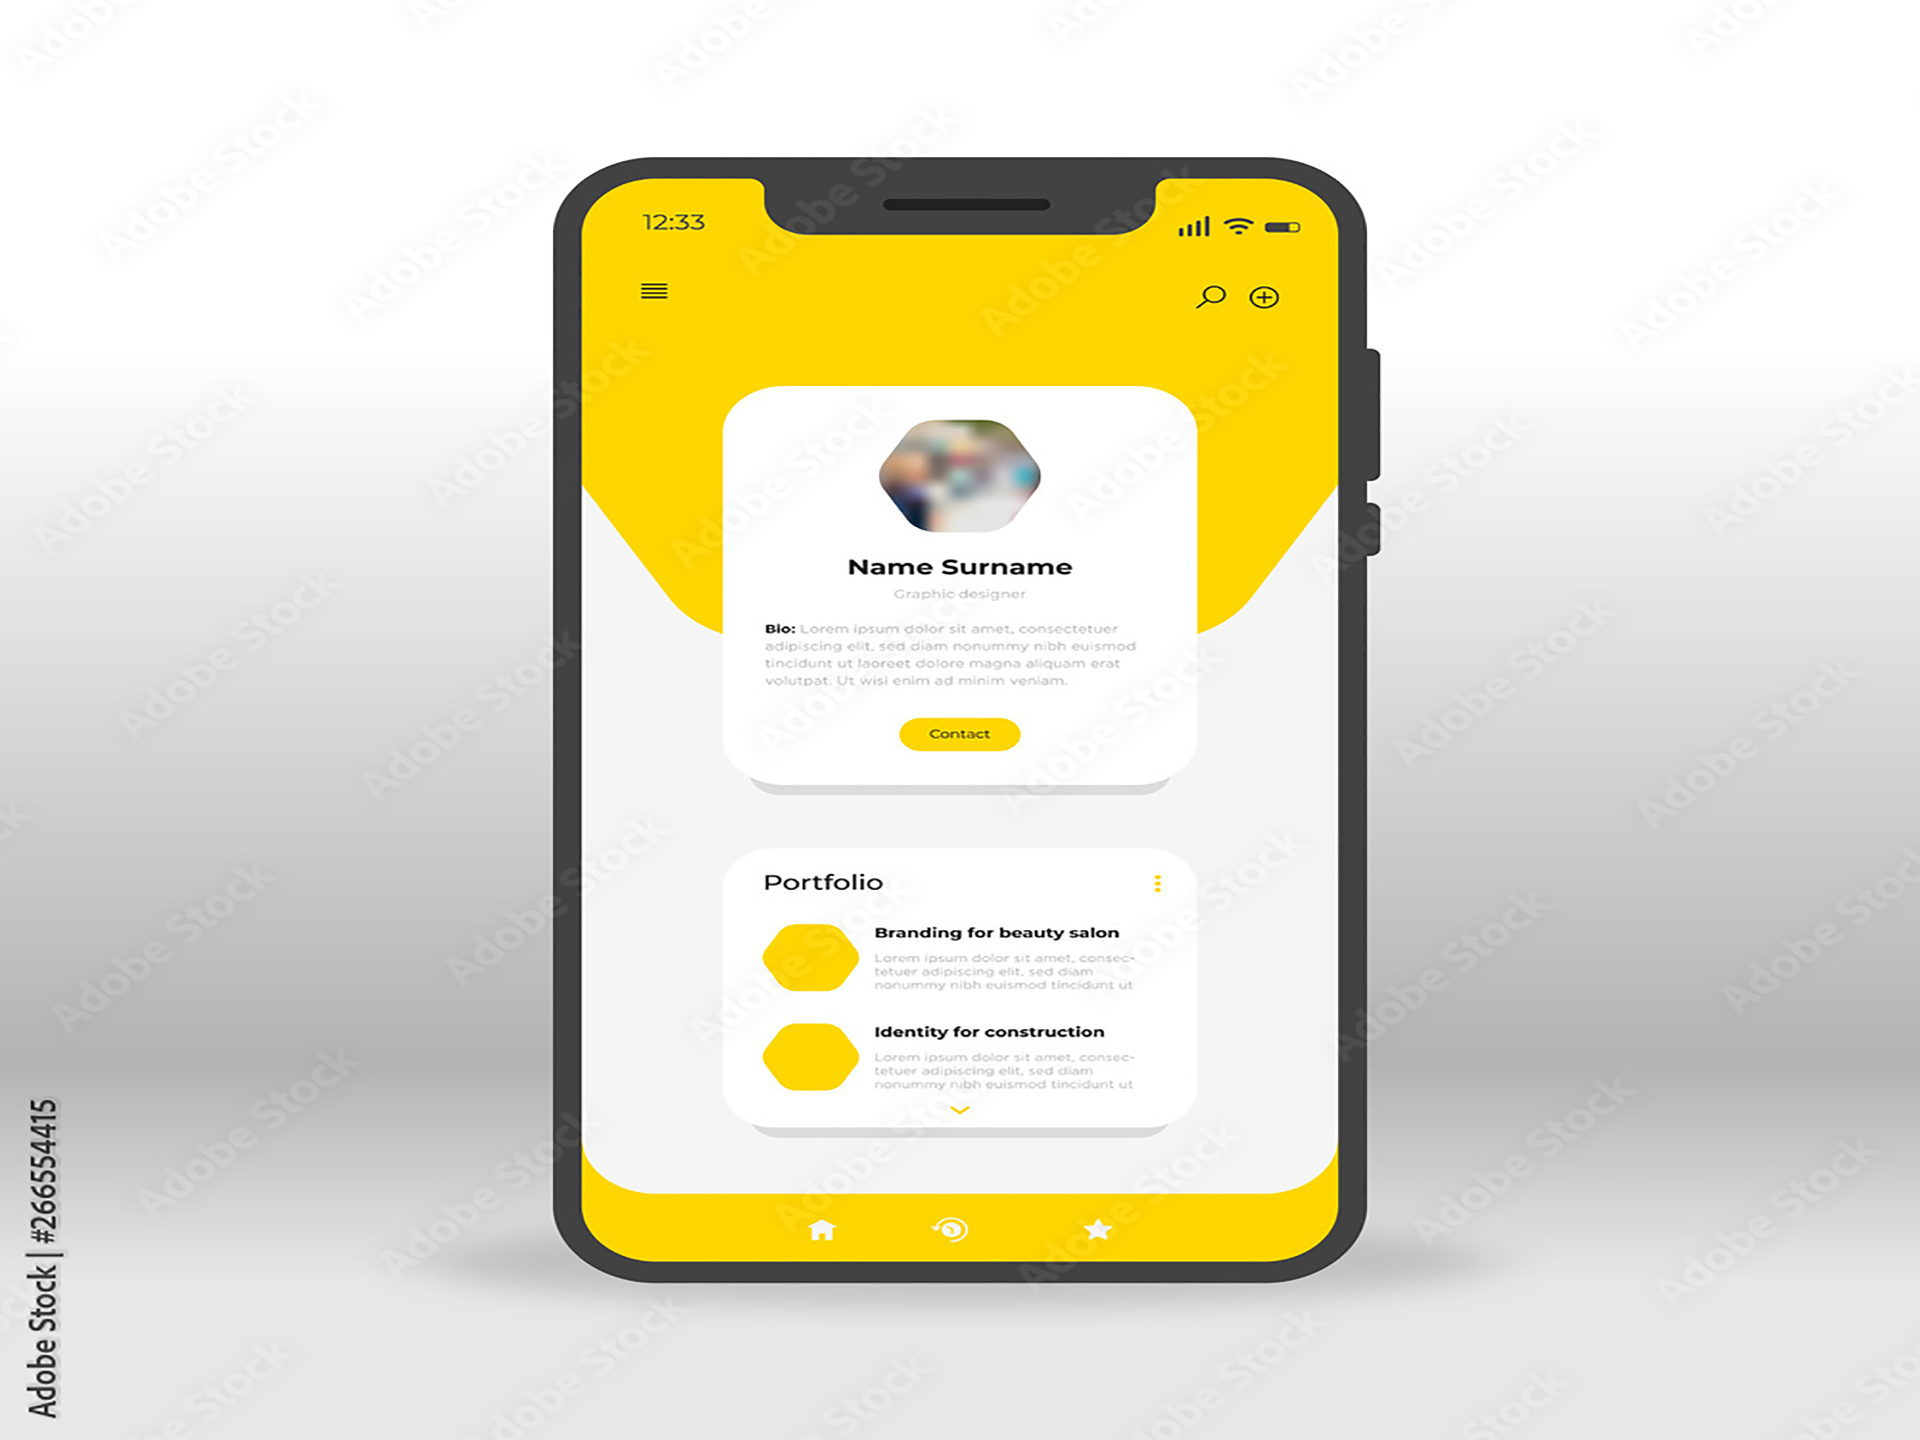 12:33
Name Surname
Graphic designer
Bio: Lorem ipsum dolor sit amet, consectetuer
adipiscing elit, sed diam nonummy nibh euismod
tincidunt ut laoreet dolore magna aliquam erat
volutpat. Ut wisi enim ad minim veniam.
Contact
Portfolio
Branding for beauty salon
Lorem ipsum dolor sit amet, consec-
tetuer adipiscing elit, sed diam
nonummy nibh euismod tincidunt ut
Identity for construction
Lorem ipsum dolor sit amet, consec-
tetuer adipiscing elit, sed diam
nonummy nibh euismod tincidunt ut
Adobe Stock | #266554415
Adobe Stock